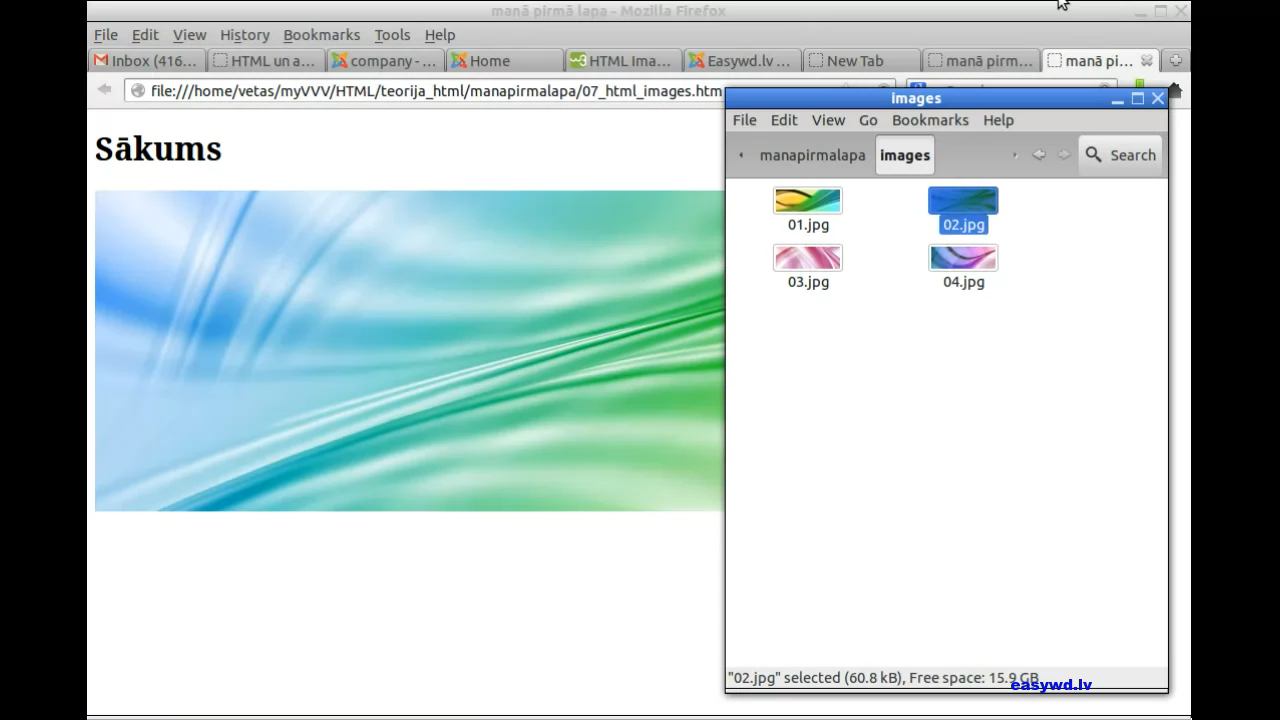 manā pirmā lapa - Mozilla Firefox
File Edit View History Bookmarks Tools Help
Inbox (416... HTML un a... company - ... Home HTML Ima... Easywd.lv ... New Tab manā pirm... manā pi...
file:///home/vetas/myVVV/HTML/teorija_html/manapirmalapa/07_html_images.htm
Sākums
images
File Edit View Go Bookmarks Help
manapirmalapa images Search
01.jpg 02.jpg
03.jpg 04.jpg
"02.jpg" selected (60.8 kB), Free space: 15.9 GB
easywd.lv